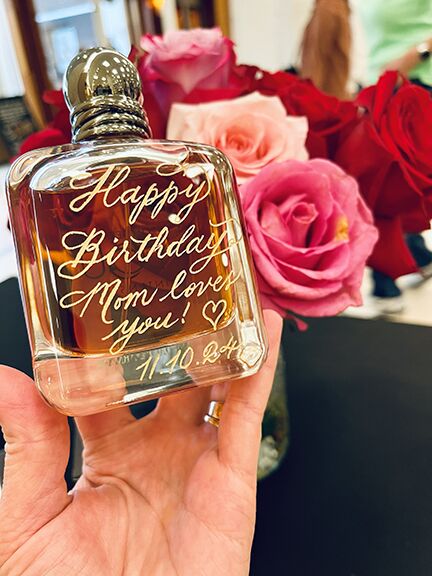 Happy
Birthday
Mom loves
you! ♡
11.10.24